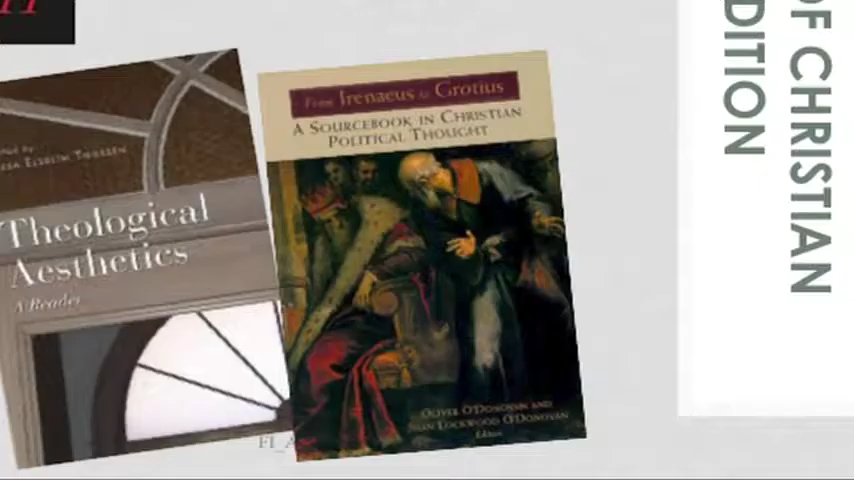 Theological
Aesthetics
A Reader
From Irenaeus to Grotius
A SOURCEBOOK IN CHRISTIAN
POLITICAL THOUGHT
OLIVER O'DONOVAN AND
JOAN LOCKWOOD O'DONOVAN
Editors
OF CHRISTIAN
DITION